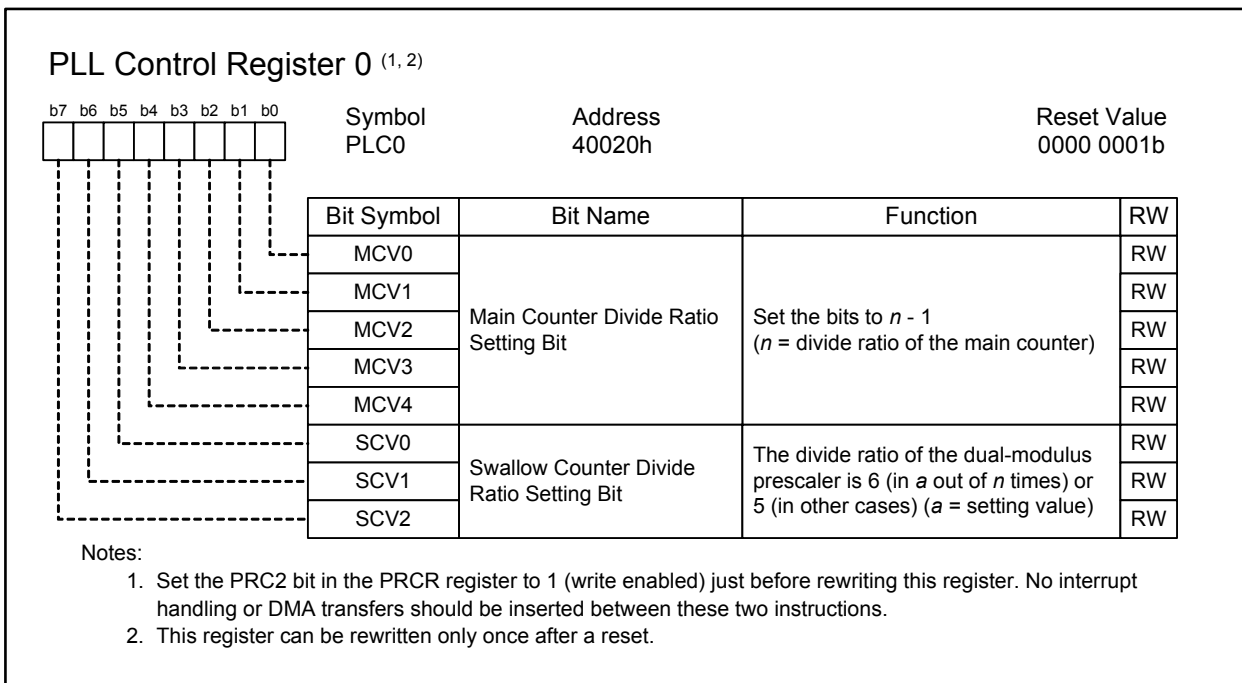 PLL Control Register 0 (1, 2)
b7 b6 b5 b4 b3 b2 b1 b0
Symbol Address Reset Value
PLC0 40020h 0000 0001b
Bit Symbol Bit Name Function RW
MCV0 RW
MCV1 RW
MCV2 RW
MCV3 RW
MCV4 RW
Main Counter Divide Ratio
Setting Bit
Set the bits to n - 1
(n = divide ratio of the main counter)
SCV0 RW
SCV1 RW
SCV2 RW
Swallow Counter Divide
Ratio Setting Bit
The divide ratio of the dual-modulus
prescaler is 6 (in a out of n times) or
5 (in other cases) (a = setting value)
Notes:
1. Set the PRC2 bit in the PRCR register to 1 (write enabled) just before rewriting this register. No interrupt
handling or DMA transfers should be inserted between these two instructions.
2. This register can be rewritten only once after a reset.